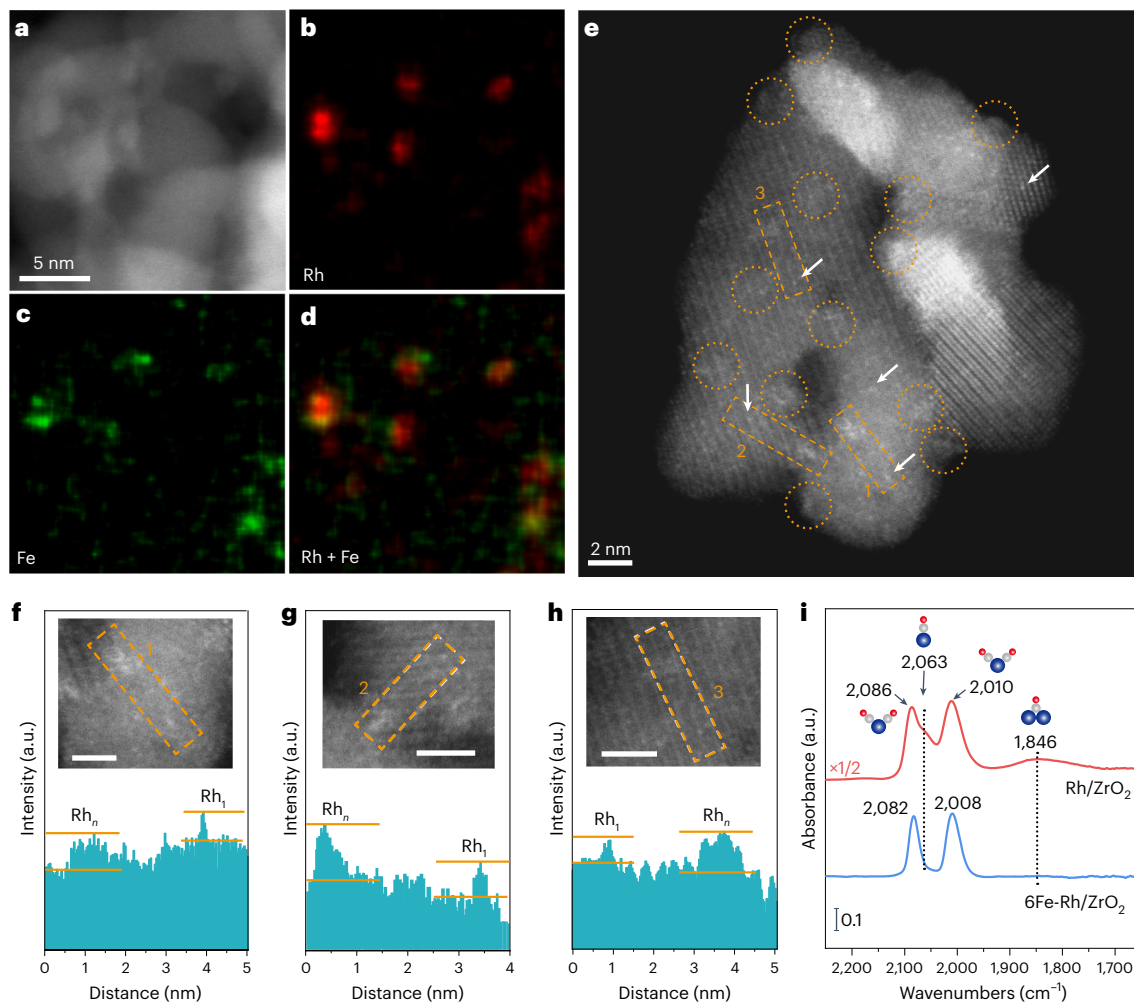 a
5 nm
b
Rh
c
Fe
d
Rh + Fe
e
3
2
1
2 nm
f
1
Rhₙ
Rh₁
Intensity (a.u.)
0 1 2 3 4 5
Distance (nm)
g
2
Rhₙ
Rh₁
Intensity (a.u.)
0 1 2 3 4
Distance (nm)
h
3
Rh₁
Rhₙ
Intensity (a.u.)
0 1 2 3 4 5
Distance (nm)
i
2,063
2,086
2,010
1,846
×1/2
Rh/ZrO₂
2,082
2,008
6Fe-Rh/ZrO₂
0.1
Absorbance (a.u.)
2,200 2,100 2,000 1,900 1,800 1,700
Wavenumbers (cm⁻¹)